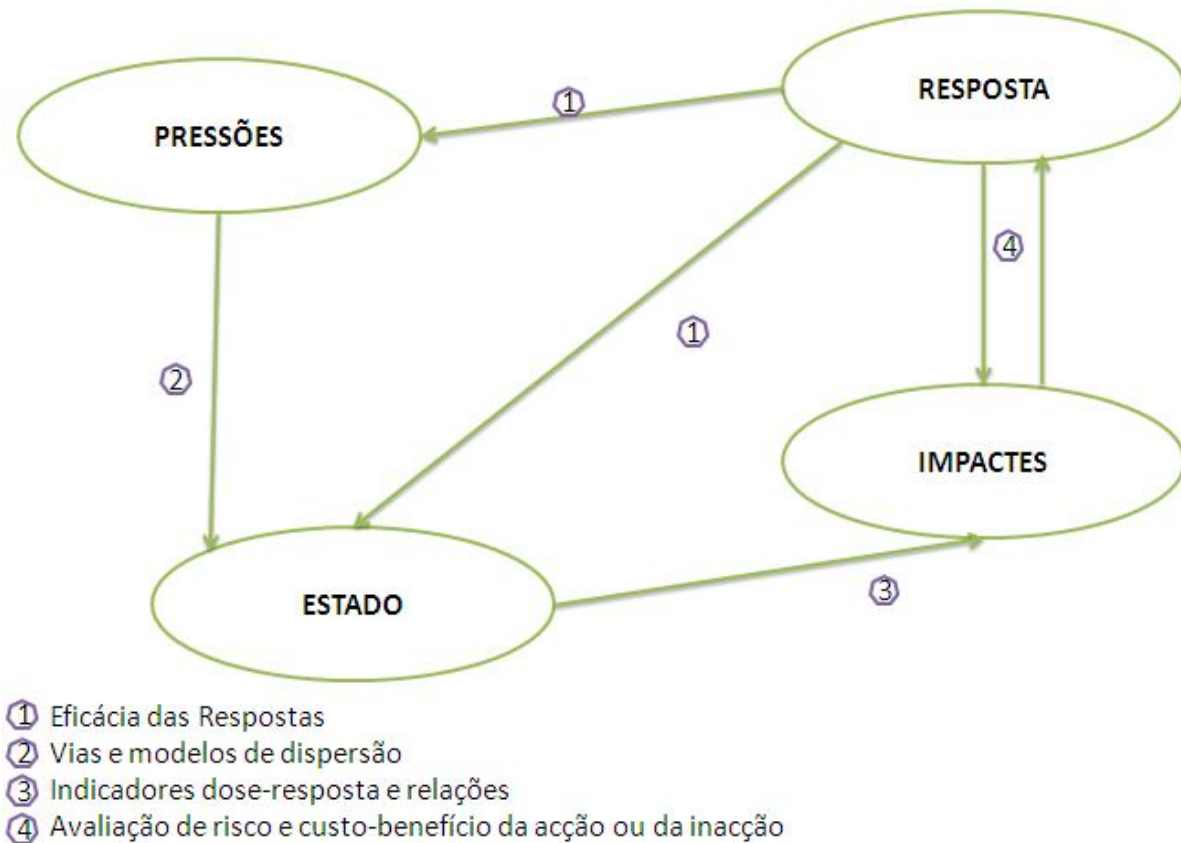 RESPOSTA
1
PRESSÕES
4
1
2
IMPACTES
3
ESTADO
1 Eficácia das Respostas
2 Vias e modelos de dispersão
3 Indicadores dose-resposta e relações
4 Avaliação de risco e custo-benefício da acção ou da inacção